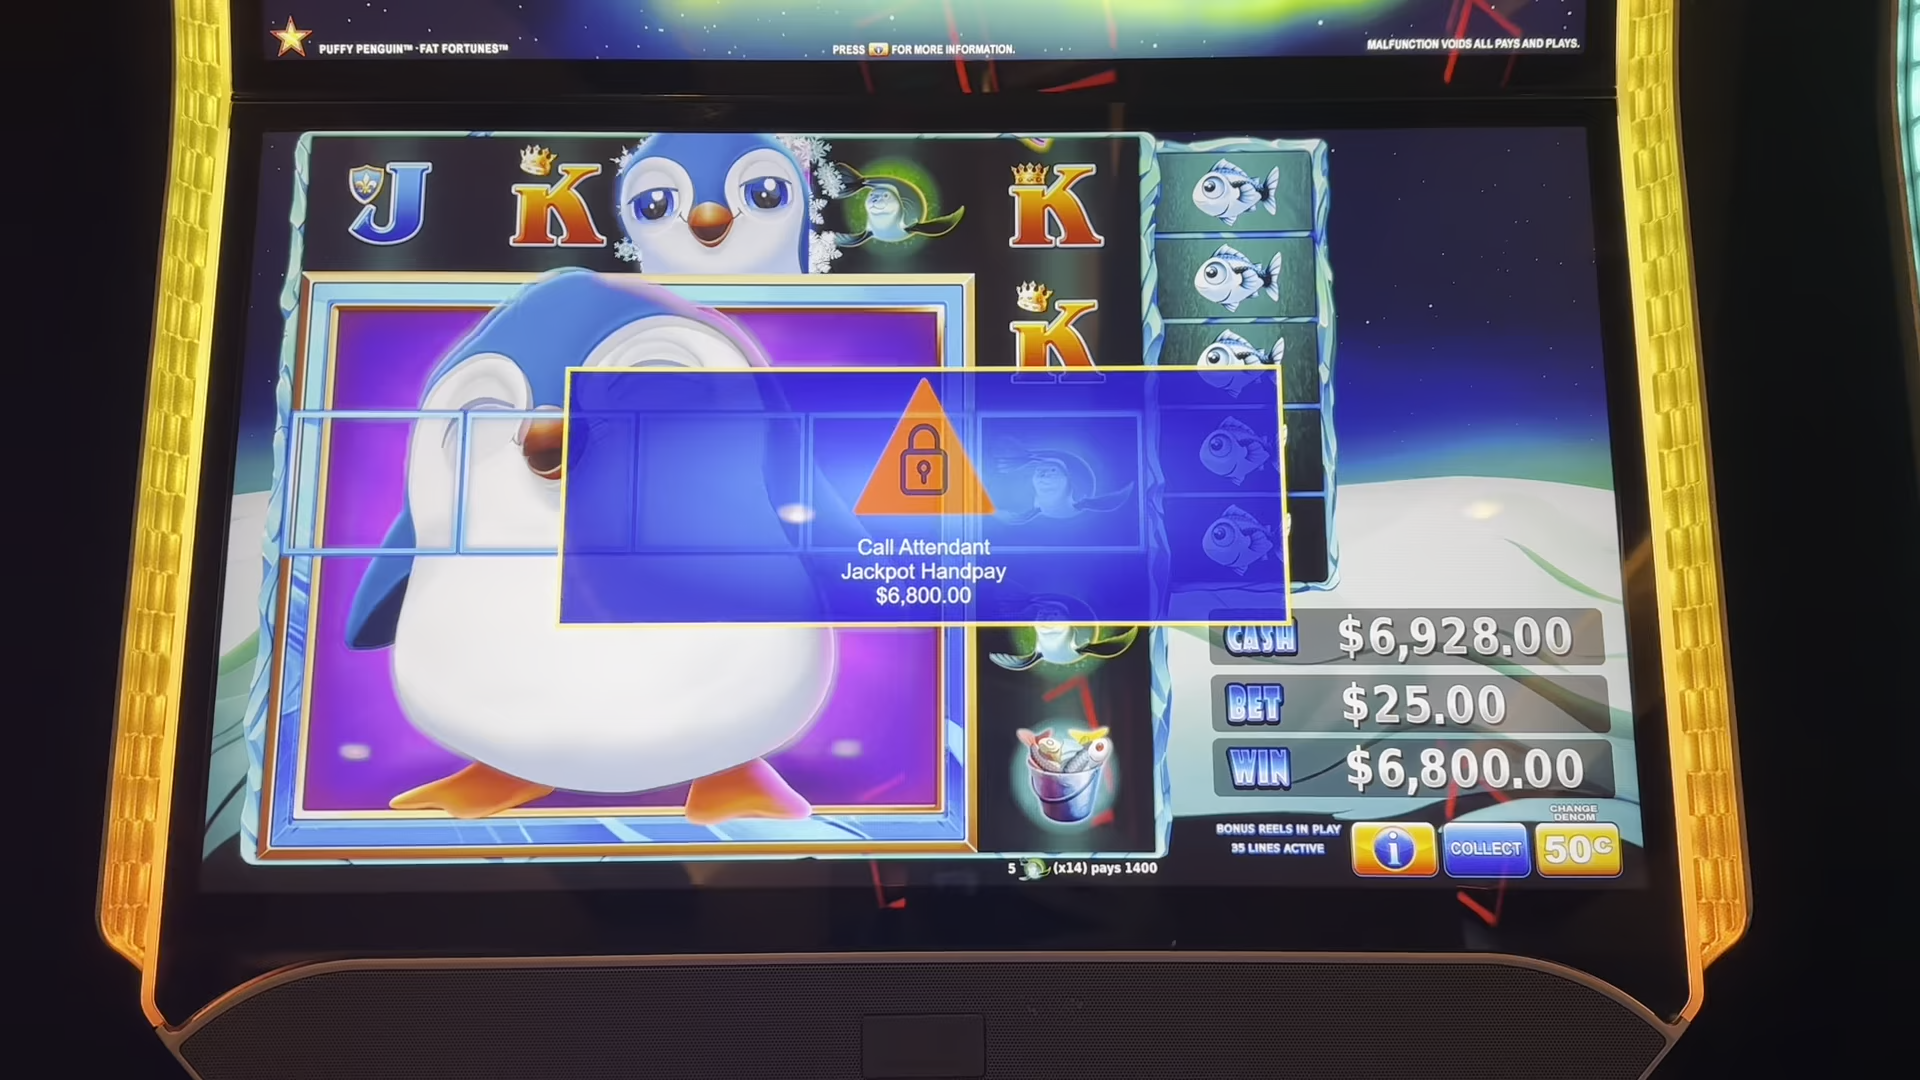 PUFFY PENGUIN™ - FAT FORTUNES™
PRESS i FOR MORE INFORMATION.
MALFUNCTION VOIDS ALL PAYS AND PLAYS.
J
K
K
K
Call Attendant
Jackpot Handpay
$6,800.00
CASH $6,928.00
BET $25.00
WIN $6,800.00
BONUS REELS IN PLAY
35 LINES ACTIVE
i
COLLECT
CHANGE
DENOM
50¢
5 (x14) pays 1400